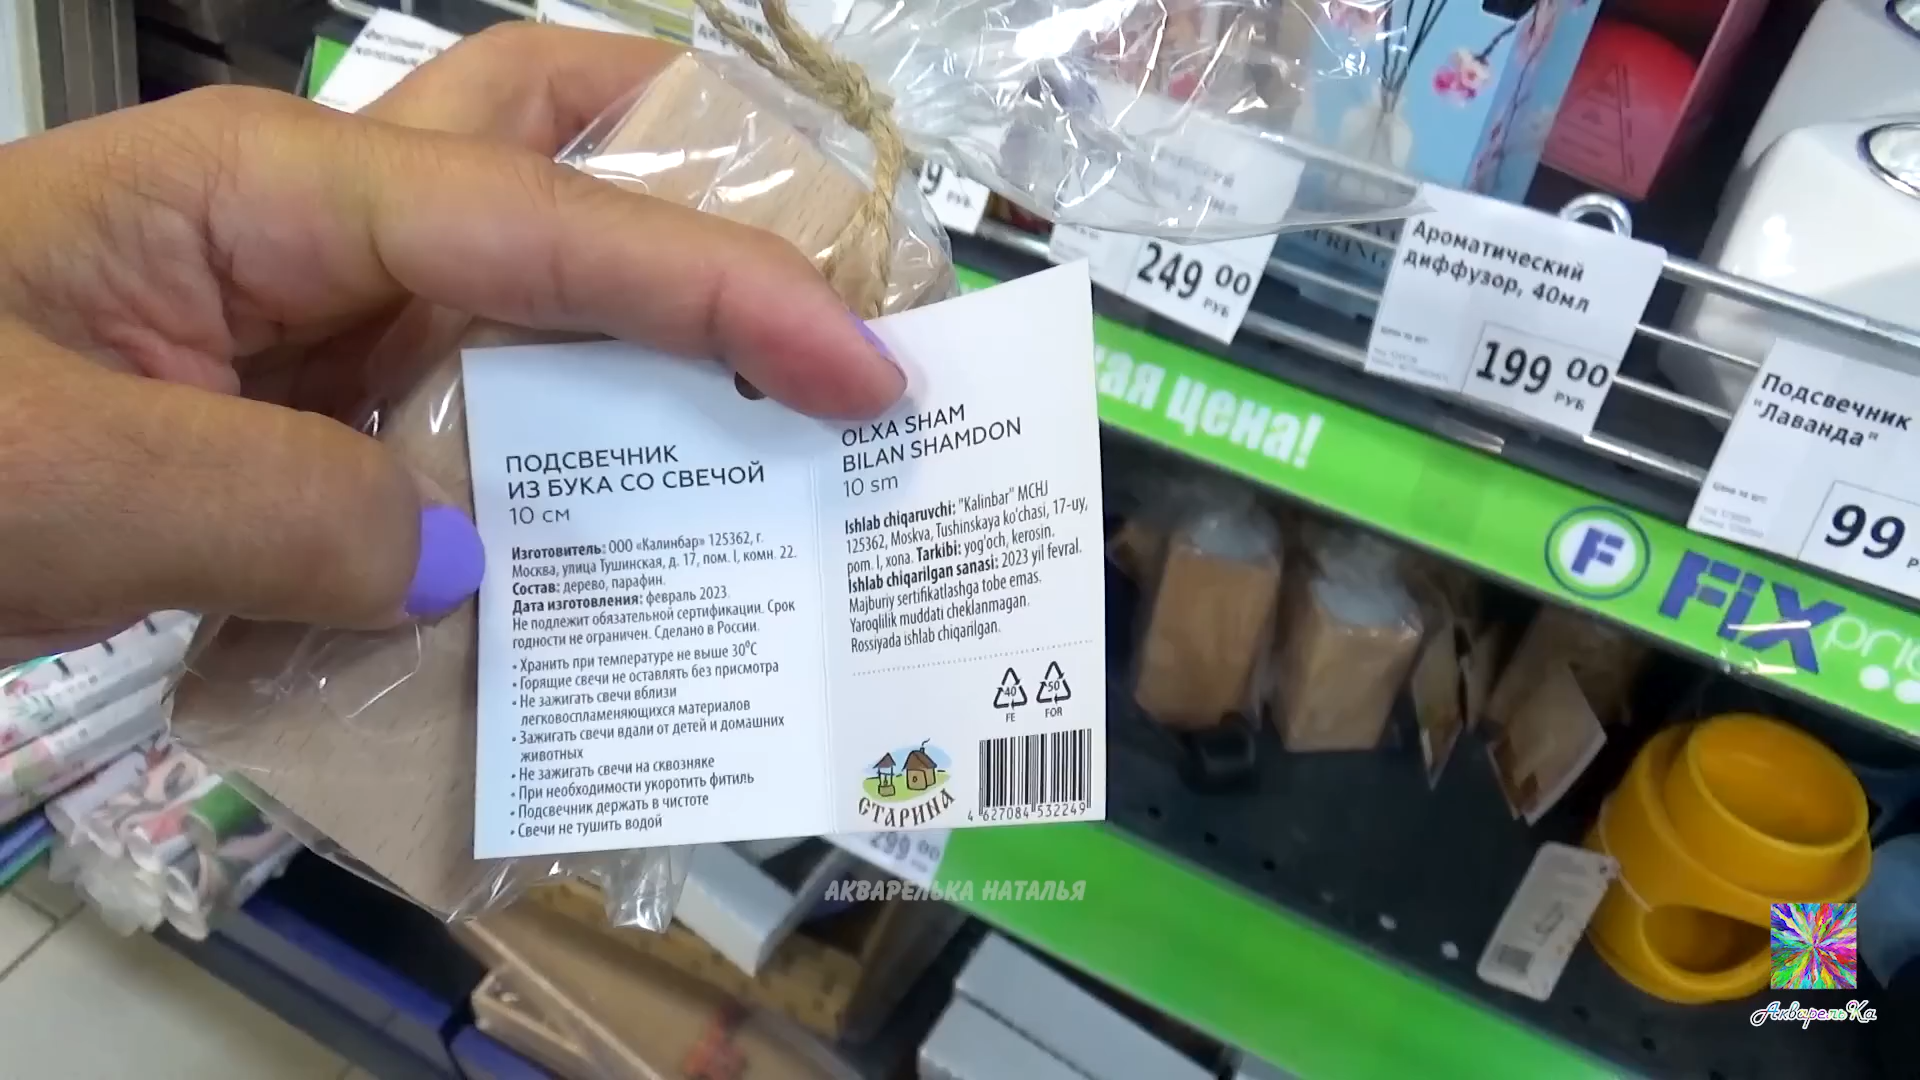 ПОДСВЕЧНИК
ИЗ БУКА СО СВЕЧОЙ
10 см
Изготовитель: ООО «Калинбар» 125362, г.
Москва, улица Тушинская, д. 17, пом. I, комн. 22.
Состав: дерево, парафин.
Дата изготовления: февраль 2023.
Не подлежит обязательной сертификации. Срок
годности не ограничен. Сделано в России.
• Хранить при температуре не выше 30⁰С
• Горящие свечи не оставлять без присмотра
• Не зажигать свечи вблизи
легковоспламеняющихся материалов
• Зажигать свечи вдали от детей и домашних
животных
• Не зажигать свечи на сквозняке
• При необходимости укоротить фитиль
• Подсвечник держать в чистоте
• Свечи не тушить водой
OLXA SHAM
BILAN SHAMDON
10 sm
Ishlab chiqaruvchi: "Kalinbar" MCHJ
125362, Moskva, Tushinskaya ko'chasi, 17-uy,
pom. I, xona. Tarkibi: yog'och, kerosin.
Ishlab chiqarilgan sanasi: 2023 yil fevral.
Majburiy sertifikatlashga tobe emas.
Yaroqlilik muddati cheklanmagan.
Rossiyada ishlab chiqarilgan.
40
FE
50
FOR
СТАРИНА
4 627084 532249
9 РУБ
249 00
РУБ
Ароматический
диффузор, 40мл
199 00
РУБ
Подсвечник
"Лаванда"
99
цена!
F FIX price
299 00
АКВАРЕЛЬКА НАТАЛЬЯ
АкварельКа